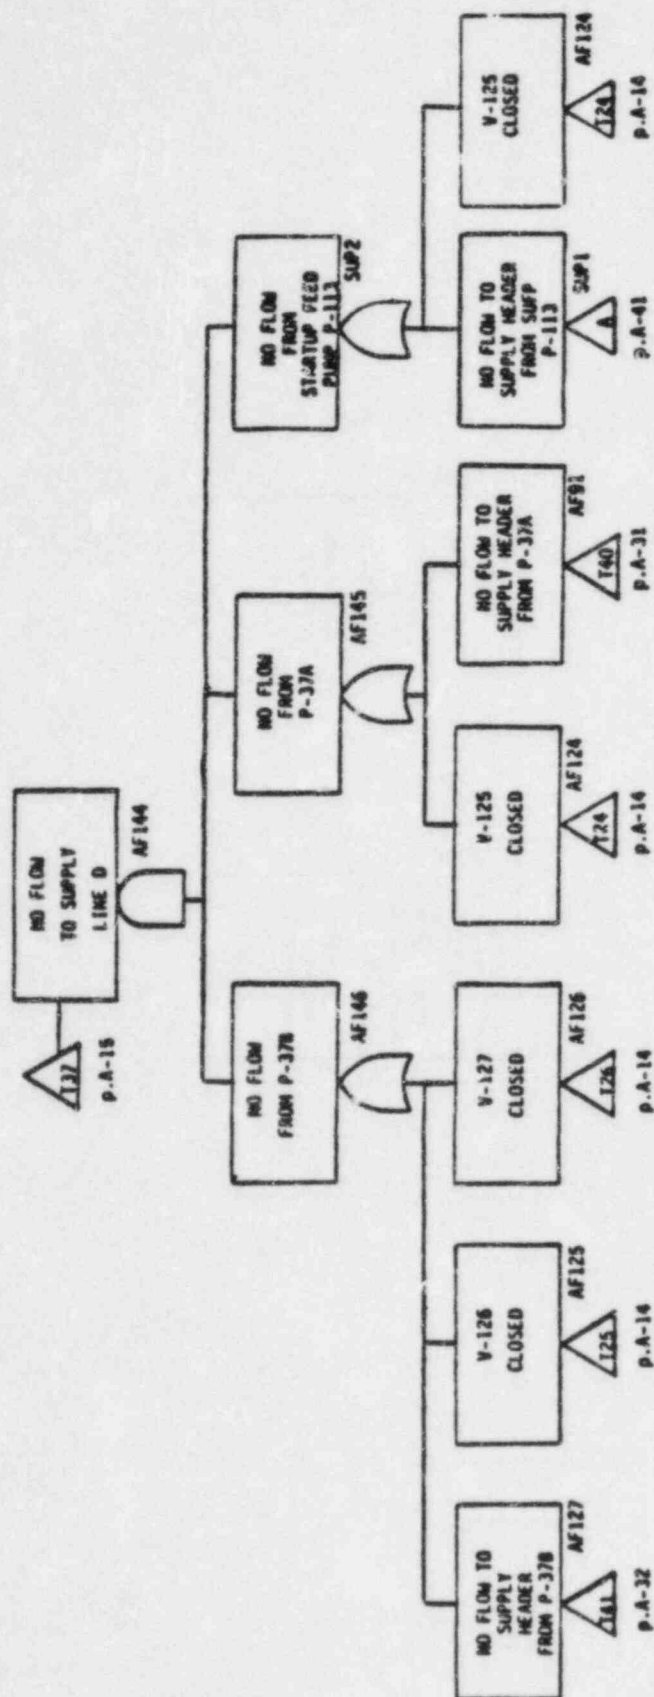 NO FLOW
TO SUPPLY
LINE D
AF144
T37
p.A-16
NO FLOW
FROM P-37B
AF146
NO FLOW
FROM
P-37A
AF145
NO FLOW
FROM
STARTUP FEED
PUMP P-113
SUP2
NO FLOW TO
SUPPLY
HEADER
FROM P-37B
AF127
T41
p.A-32
V-126
CLOSED
AF125
T25
p.A-14
V-127
CLOSED
AF126
T26
p.A-14
V-125
CLOSED
AF124
T24
p.A-14
NO FLOW TO
SUPPLY HEADER
FROM P-37A
AF91
T40
p.A-31
NO FLOW TO
SUPPLY HEADER
FROM SUFP
P-113
SUP1
A
p.A-41
V-125
CLOSED
AF124
T24
p.A-14